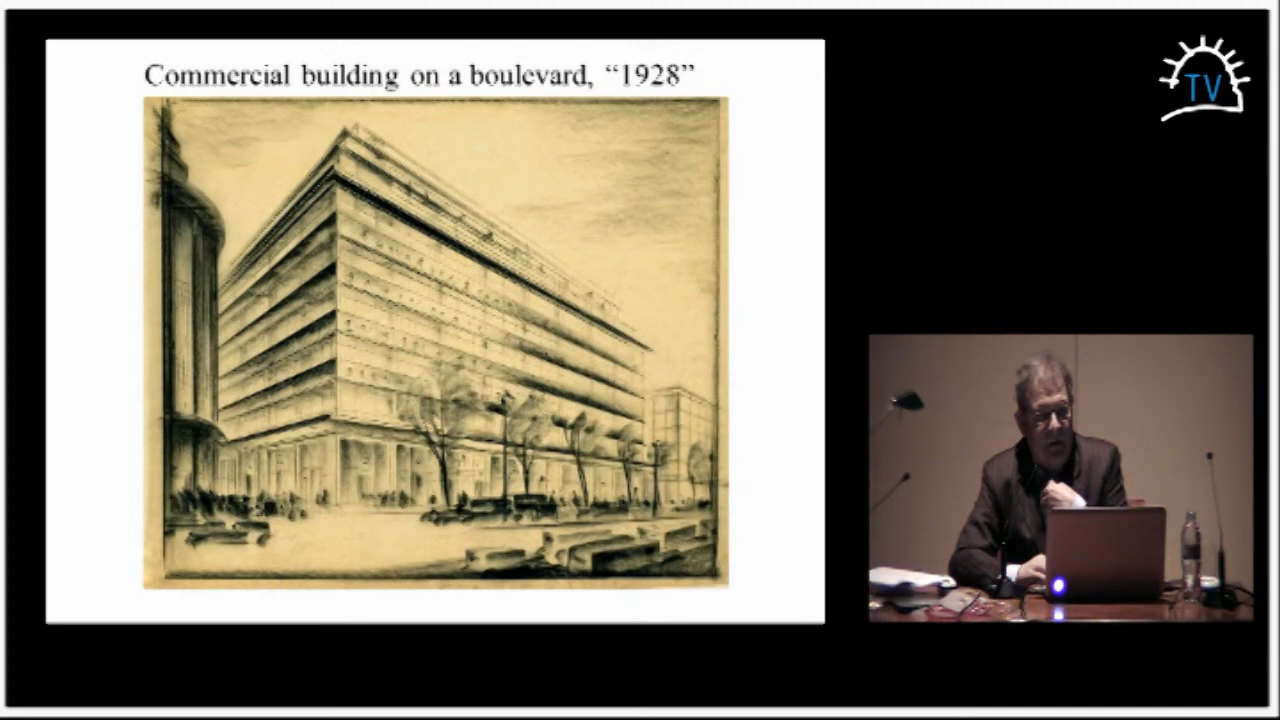 Commercial building on a boulevard, “1928”
TV